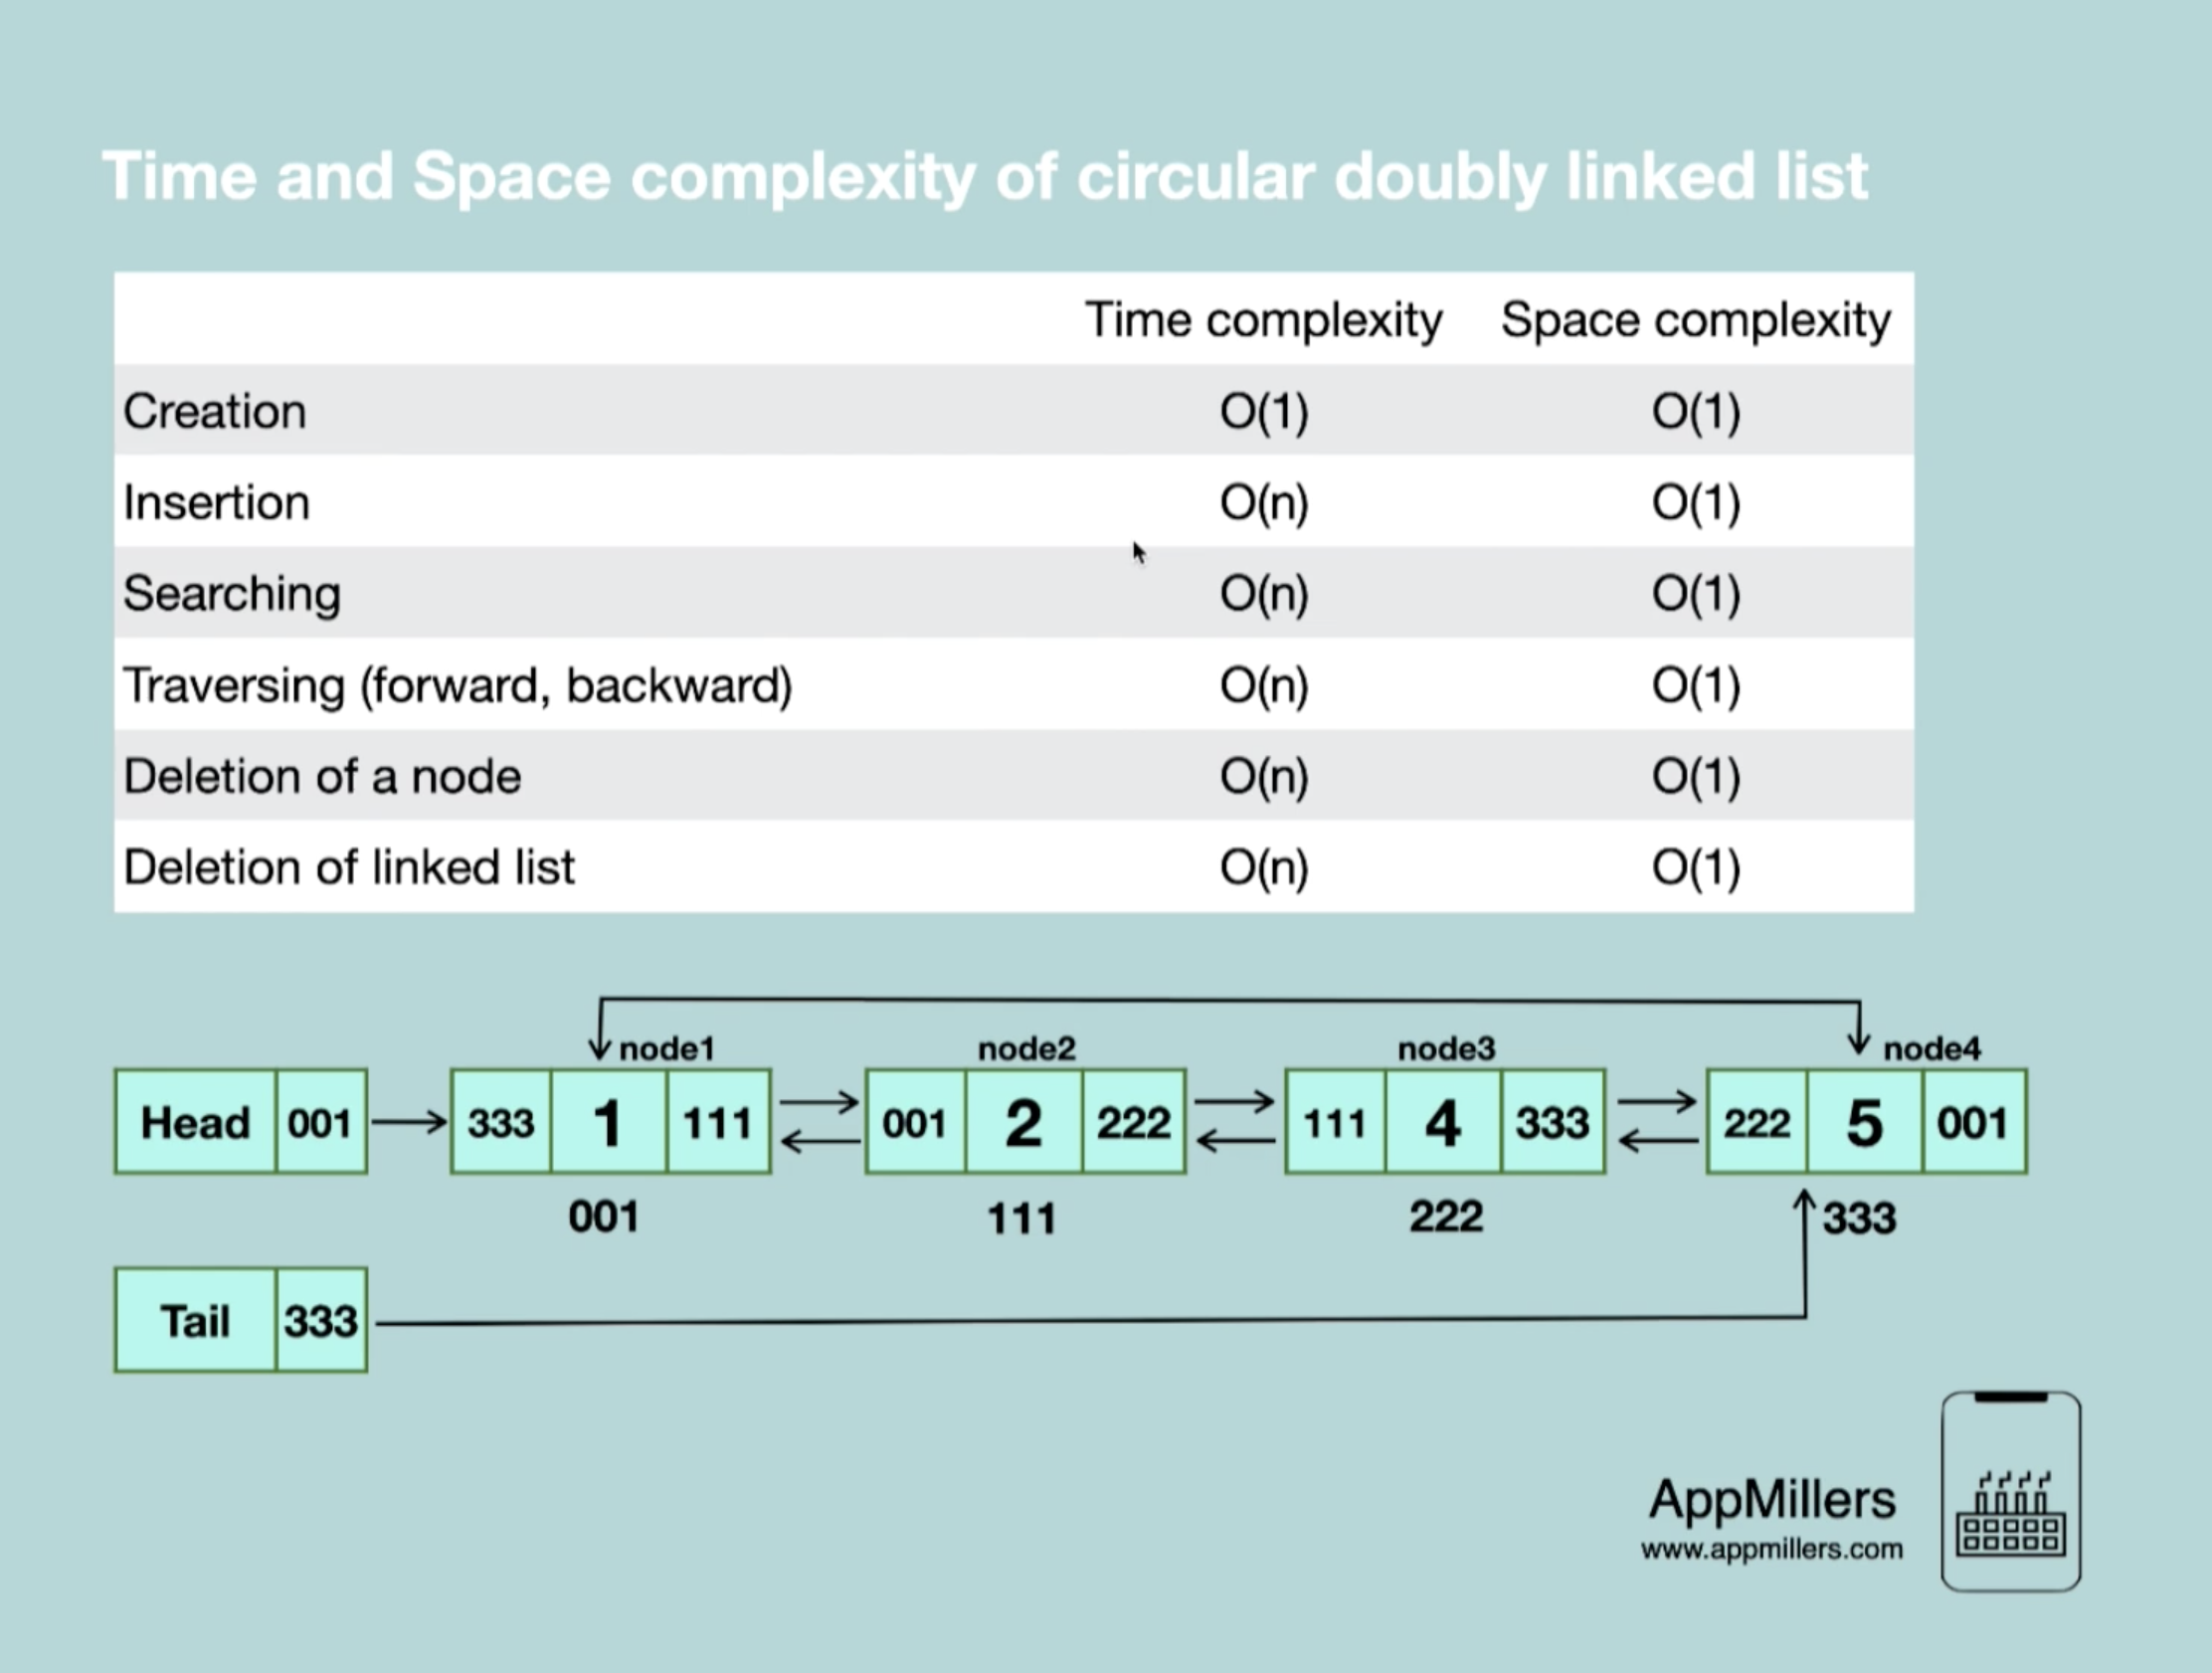 Time and Space complexity of circular doubly linked list
Time complexity Space complexity
Creation O(1) O(1)
Insertion O(n) O(1)
Searching O(n) O(1)
Traversing (forward, backward) O(n) O(1)
Deletion of a node O(n) O(1)
Deletion of linked list O(n) O(1)
node1 node2 node3 node4
Head 001 333 1 111 001 2 222 111 4 333 222 5 001
001 111 222 333
Tail 333
AppMillers
www.appmillers.com